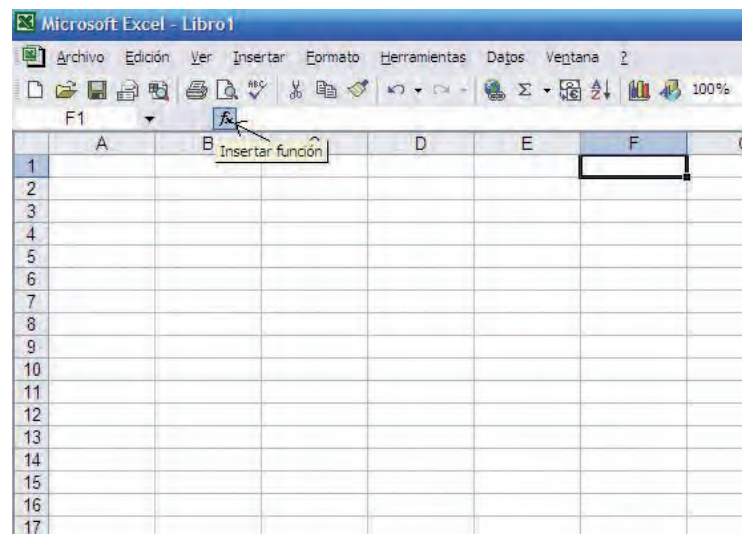 Microsoft Excel - Libro1
Archivo Edición Ver Insertar Formato Herramientas Datos Ventana ?
ABC Σ A Z 100%
F1 fx
A B D E F
Insertar función
1
2
3
4
5
6
7
8
9
10
11
12
13
14
15
16
17